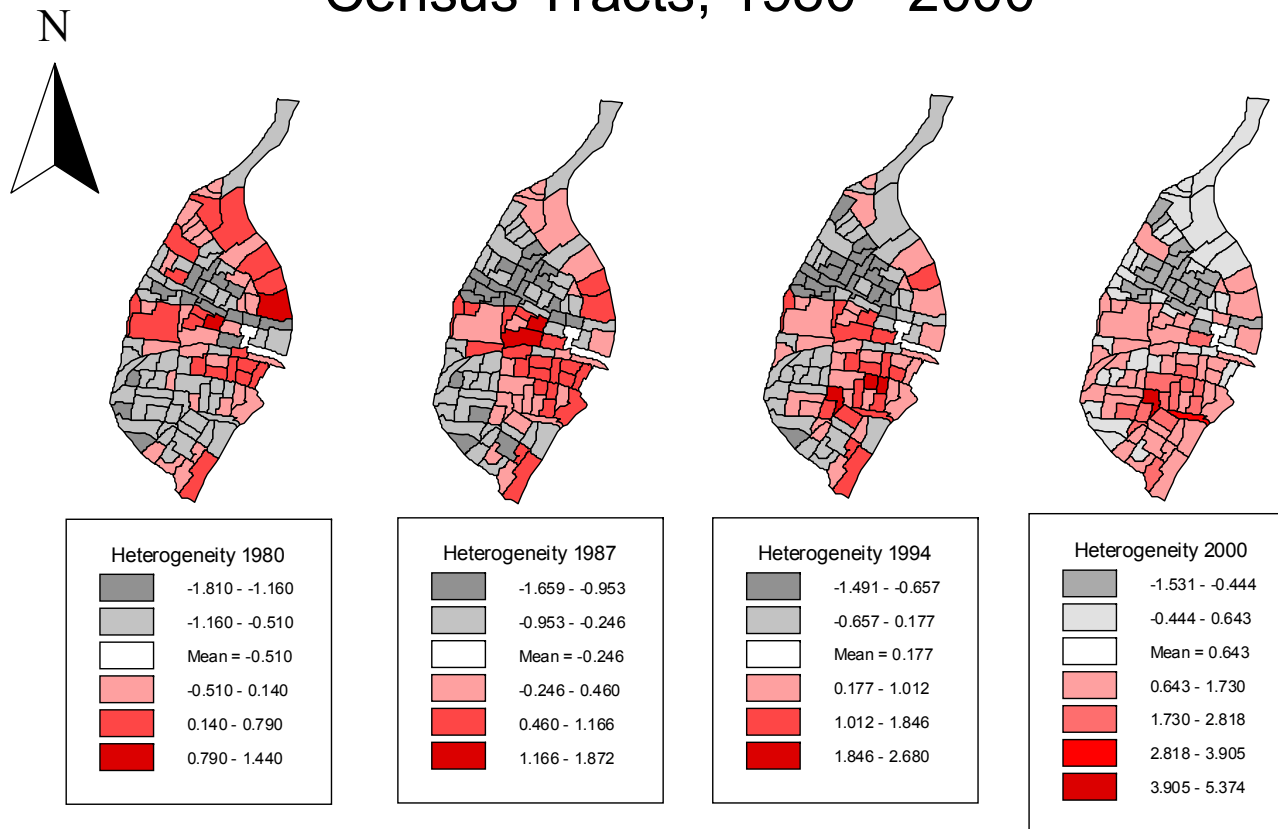 Census Tracts, 1980 - 2000
N
Heterogeneity 1980
-1.810 - -1.160
-1.160 - -0.510
Mean = -0.510
-0.510 - 0.140
0.140 - 0.790
0.790 - 1.440
Heterogeneity 1987
-1.659 - -0.953
-0.953 - -0.246
Mean = -0.246
-0.246 - 0.460
0.460 - 1.166
1.166 - 1.872
Heterogeneity 1994
-1.491 - -0.657
-0.657 - 0.177
Mean = 0.177
0.177 - 1.012
1.012 - 1.846
1.846 - 2.680
Heterogeneity 2000
-1.531 - -0.444
-0.444 - 0.643
Mean = 0.643
0.643 - 1.730
1.730 - 2.818
2.818 - 3.905
3.905 - 5.374